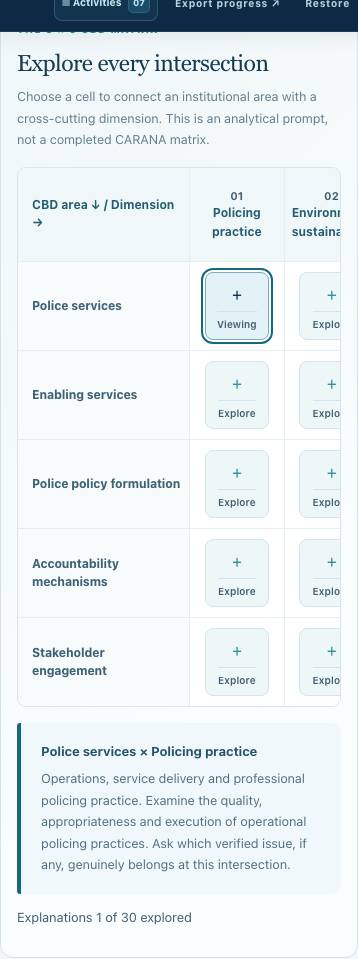 Activities 07 Export progress ↗ Restore
Explore every intersection
Choose a cell to connect an institutional area with a
cross-cutting dimension. This is an analytical prompt,
not a completed CARANA matrix.
CBD area ↓ / Dimension
→
01
Policing
practice
02
Police services
+
Viewing
+
Enabling services
+
Explore
+
Police policy formulation
+
Explore
+
Accountability
mechanisms
+
Explore
+
Stakeholder
engagement
+
Explore
+
Police services × Policing practice
Operations, service delivery and professional
policing practice. Examine the quality,
appropriateness and execution of operational
policing practices. Ask which verified issue, if
any, genuinely belongs at this intersection.
Explanations 1 of 30 explored